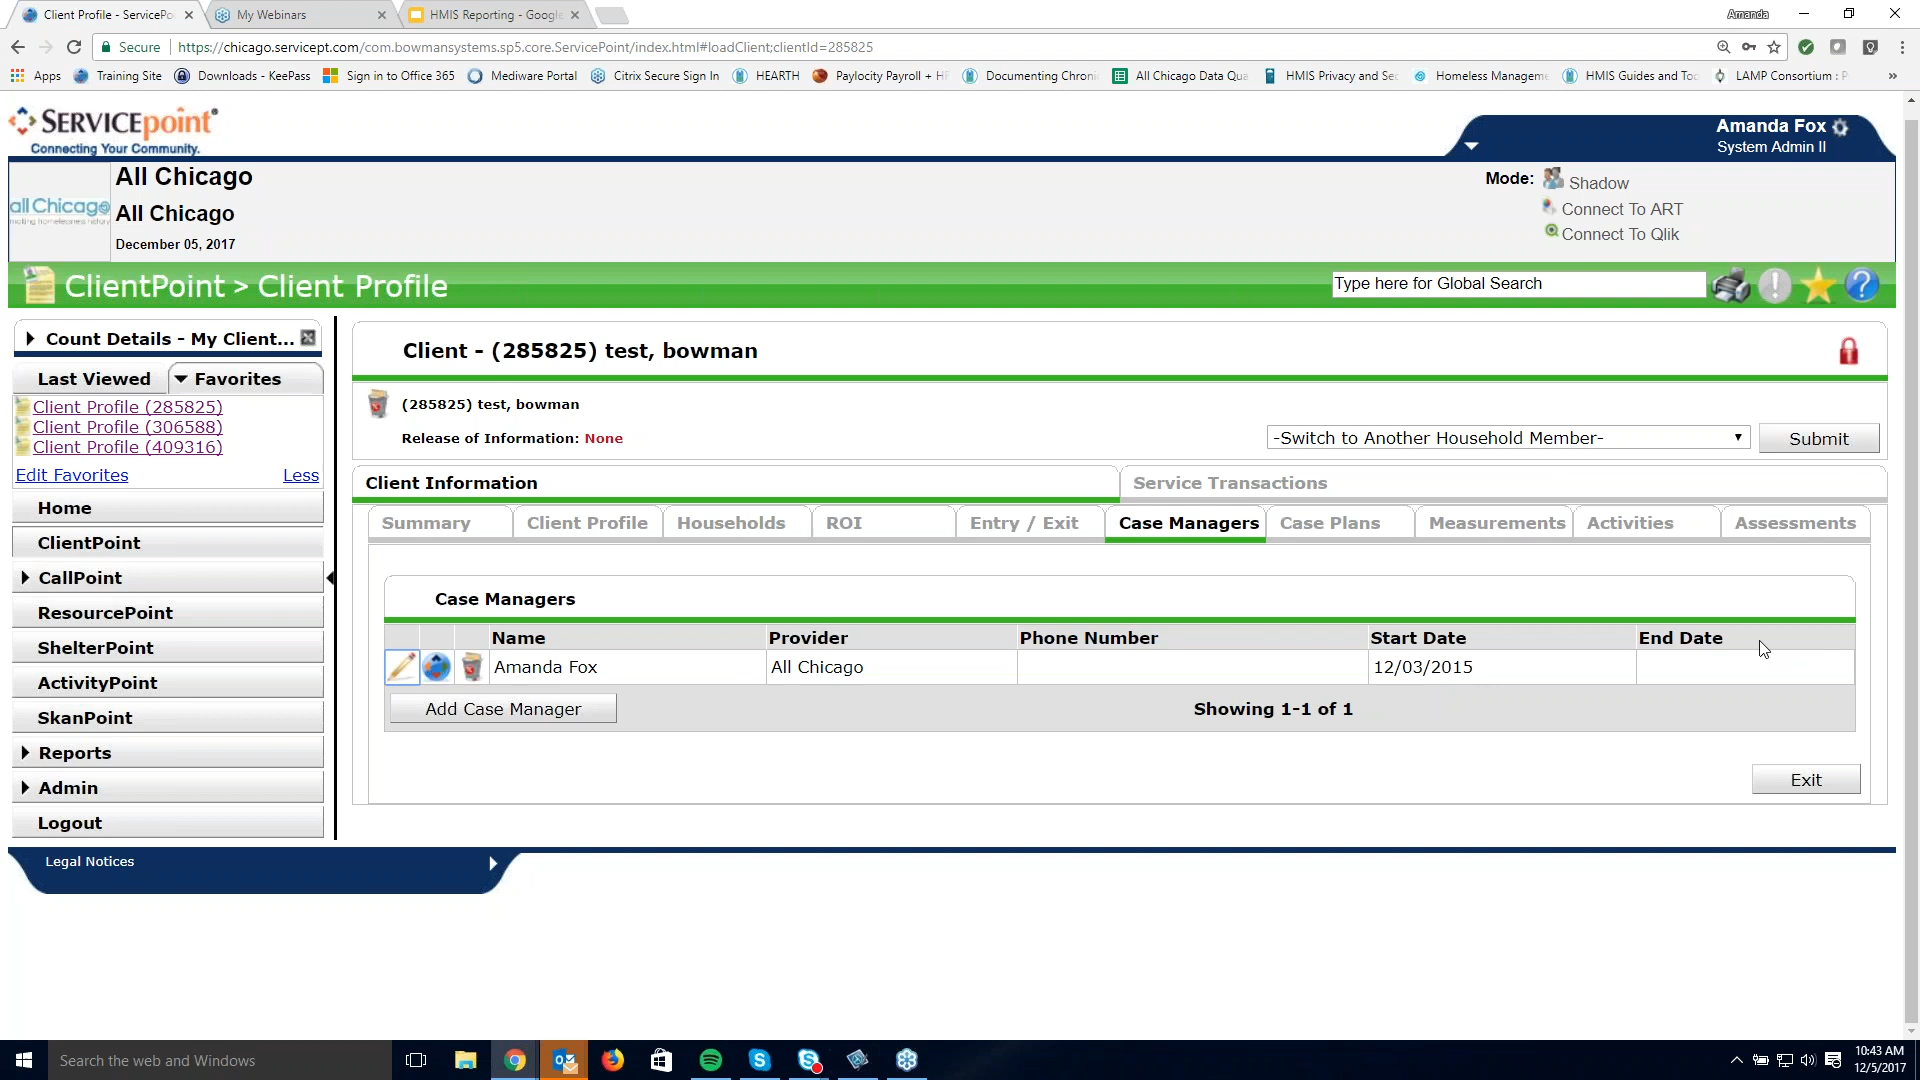 Client Profile - ServicePo
My Webinars
HMIS Reporting - Google
Amanda
Secure
https://chicago.servicept.com/com.bowmansystems.sp5.core.ServicePoint/index.html#loadClient;clientId=285825
Apps
Training Site
Downloads - KeePass
Sign in to Office 365
Mediware Portal
Citrix Secure Sign In
HEARTH
Paylocity Payroll + H
Documenting Chroni
All Chicago Data Qua
HMIS Privacy and Sec
Homeless Manageme
HMIS Guides and Too
LAMP Consortium : P
»
SERVICEpoint®
Connecting Your Community.
Amanda Fox
System Admin II
all Chicago
making homelessness history
All Chicago
All Chicago
December 05, 2017
Mode:
Shadow
Connect To ART
Connect To Qlik
ClientPoint > Client Profile
Type here for Global Search
Count Details - My Client...
Last Viewed
Favorites
Client Profile (285825)
Client Profile (306588)
Client Profile (409316)
Edit Favorites
Less
Home
ClientPoint
CallPoint
ResourcePoint
ShelterPoint
ActivityPoint
SkanPoint
Reports
Admin
Logout
Legal Notices
Client - (285825) test, bowman
(285825) test, bowman
Release of Information: None
-Switch to Another Household Member-
Submit
Client Information
Service Transactions
Summary
Client Profile
Households
ROI
Entry / Exit
Case Managers
Case Plans
Measurements
Activities
Assessments
Case Managers
Name
Provider
Phone Number
Start Date
End Date
Amanda Fox
All Chicago
12/03/2015
Add Case Manager
Showing 1-1 of 1
Exit
Search the web and Windows
10:43 AM
12/5/2017